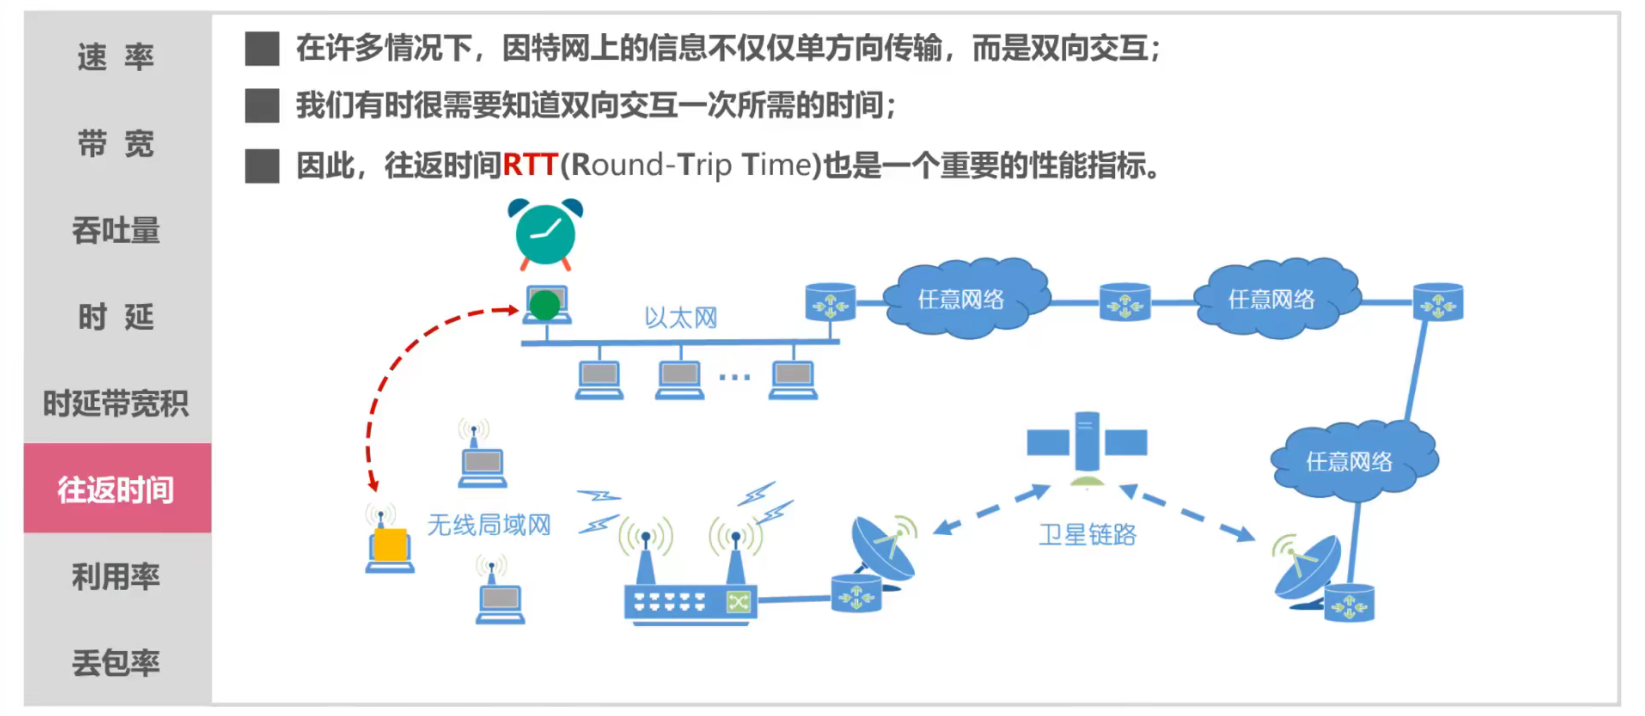 速 率
带 宽
吞吐量
时 延
时延带宽积
往返时间
利用率
丢包率
在许多情况下，因特网上的信息不仅仅单方向传输，而是双向交互；
我们有时很需要知道双向交互一次所需的时间；
因此，往返时间RTT(Round-Trip Time)也是一个重要的性能指标。
以太网
任意网络
任意网络
...
任意网络
无线局域网
卫星链路